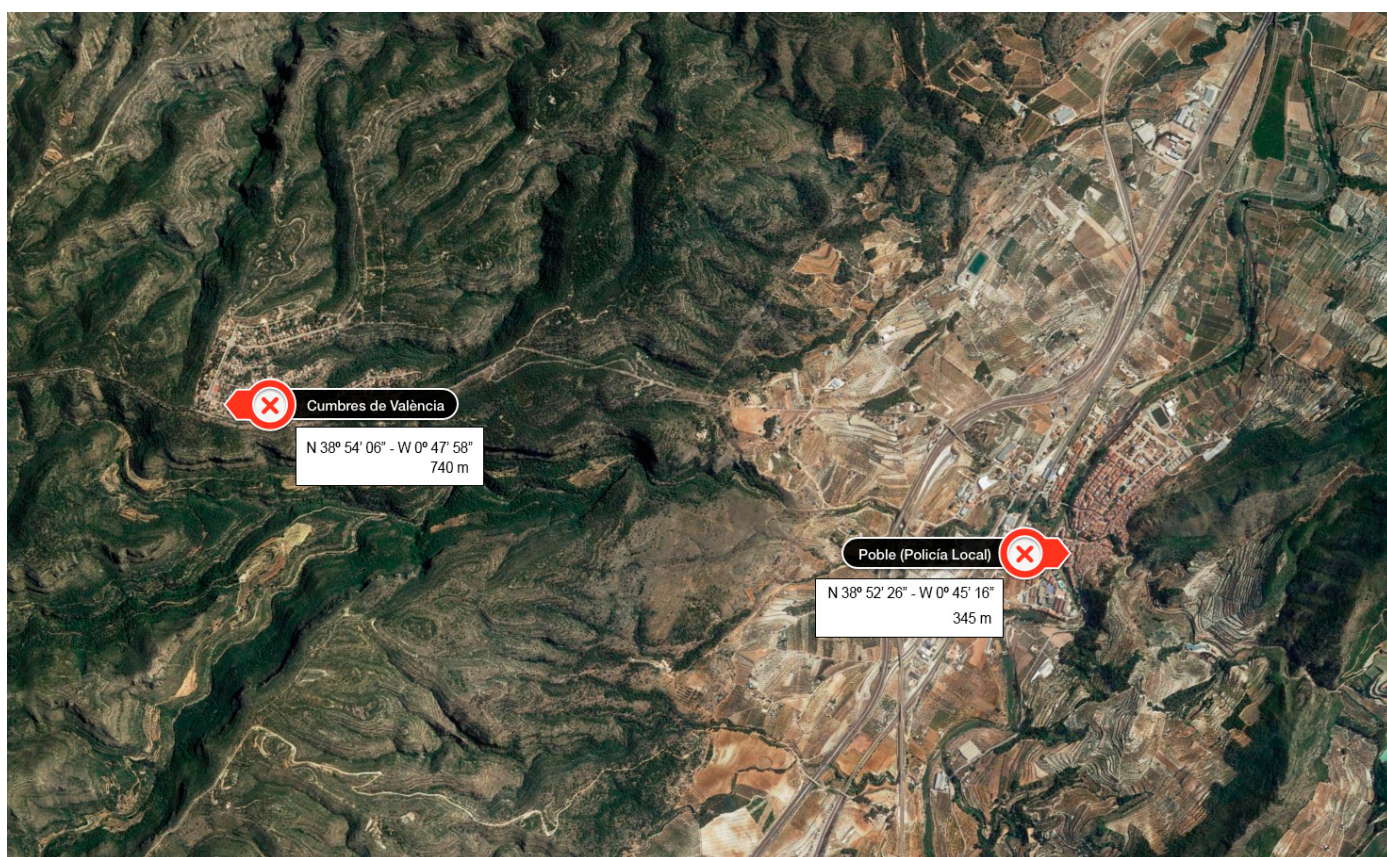 Cumbres de València
N 38º 54’ 06” - W 0º 47’ 58”
740 m
Poble (Policía Local)
N 38º 52’ 26” - W 0º 45’ 16”
345 m